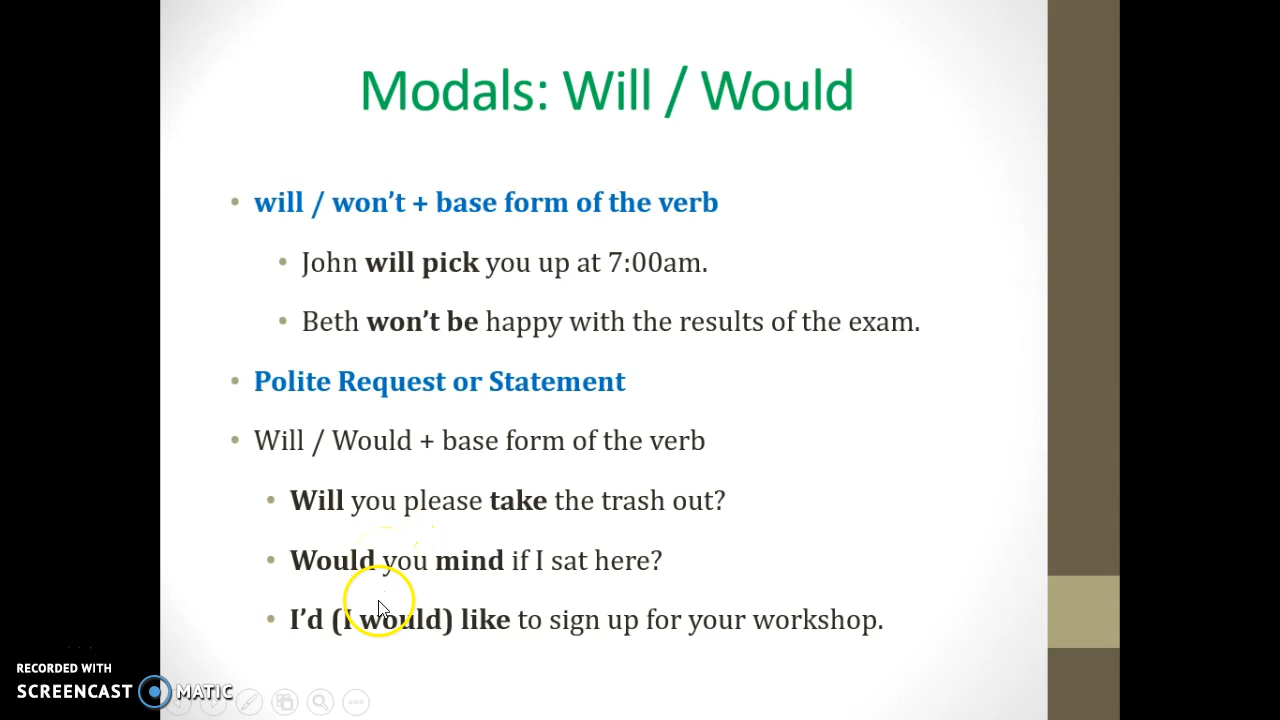 Modals: Will / Would
• will / won’t + base form of the verb
• John will pick you up at 7:00am.
• Beth won’t be happy with the results of the exam.
• Polite Request or Statement
• Will / Would + base form of the verb
• Will you please take the trash out?
• Would you mind if I sat here?
• I’d (I would) like to sign up for your workshop.
RECORDED WITH
SCREENCAST MATIC